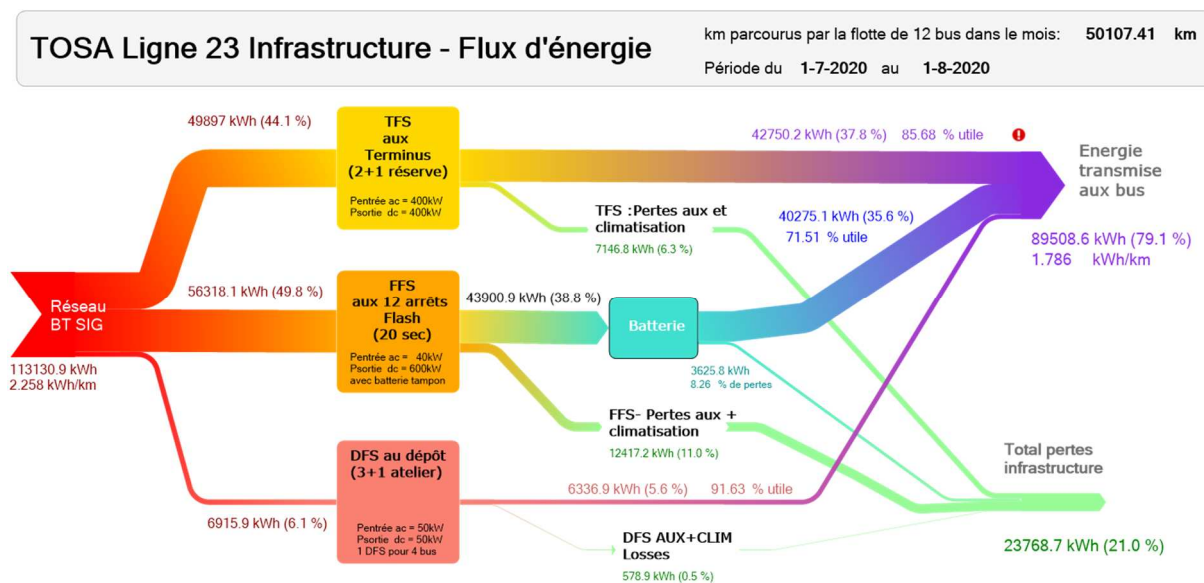 TOSA Ligne 23 Infrastructure - Flux d'énergie
km parcourus par la flotte de 12 bus dans le mois: 50107.41 km
Période du 1-7-2020 au 1-8-2020
49897 kWh (44.1 %)
TFS
aux
Terminus
(2+1 réserve)
Pentrée ac = 400kW
Psortie dc = 400kW
42750.2 kWh (37.8 %) 85.68 % utile
Energie
transmise
aux bus
TFS :Pertes aux et
climatisation
7146.8 kWh (6.3 %)
40275.1 kWh (35.6 %)
71.51 % utile
89508.6 kWh (79.1 %)
1.786 kWh/km
Réseau
BT SIG
113130.9 kWh
2.258 kWh/km
56318.1 kWh (49.8 %)
FFS
aux 12 arrêts
Flash
(20 sec)
Pentrée ac = 40kW
Psortie dc = 600kW
avec batterie tampon
43900.9 kWh (38.8 %)
Batterie
3625.8 kWh
8.26 % de pertes
FFS- Pertes aux +
climatisation
12417.2 kWh (11.0 %)
Total pertes
infrastructure
23768.7 kWh (21.0 %)
6915.9 kWh (6.1 %)
DFS au dépôt
(3+1 atelier)
Pentrée ac = 50kW
Psortie dc = 50kW
1 DFS pour 4 bus
6336.9 kWh (5.6 %) 91.63 % utile
DFS AUX+CLIM
Losses
578.9 kWh (0.5 %)